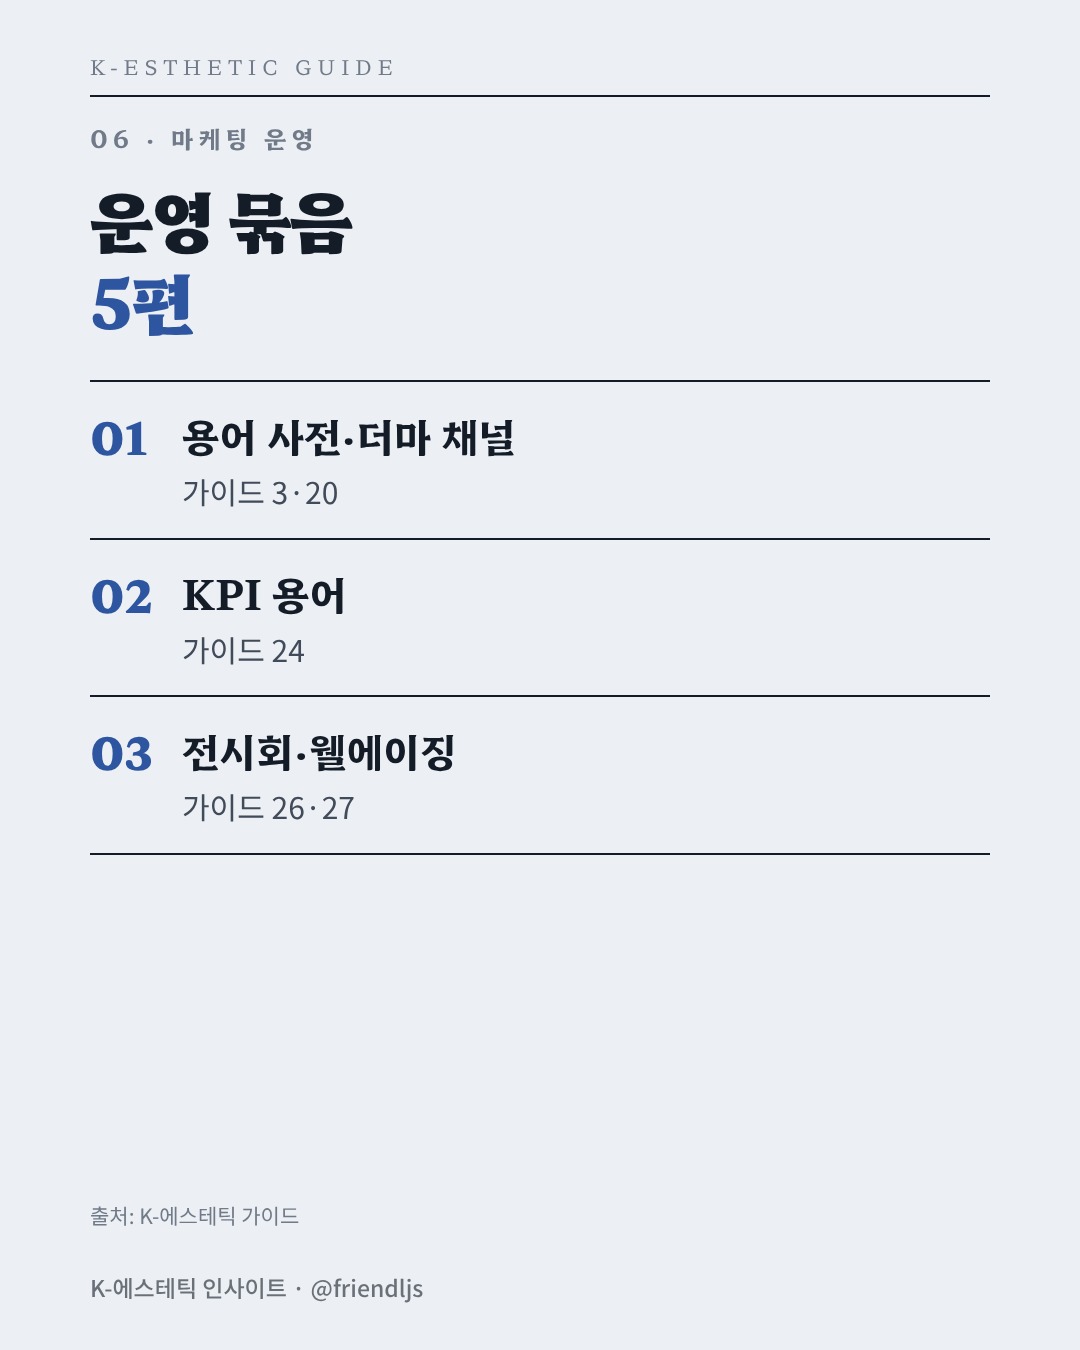 K-ESTHETIC GUIDE
06 · 마케팅 운영
운영 묶음
5편
01 용어 사전·더마 채널
가이드 3·20
02 KPI 용어
가이드 24
03 전시회·웰에이징
가이드 26·27
출처: K-에스테틱 가이드
K-에스테틱 인사이트 · @friendljs